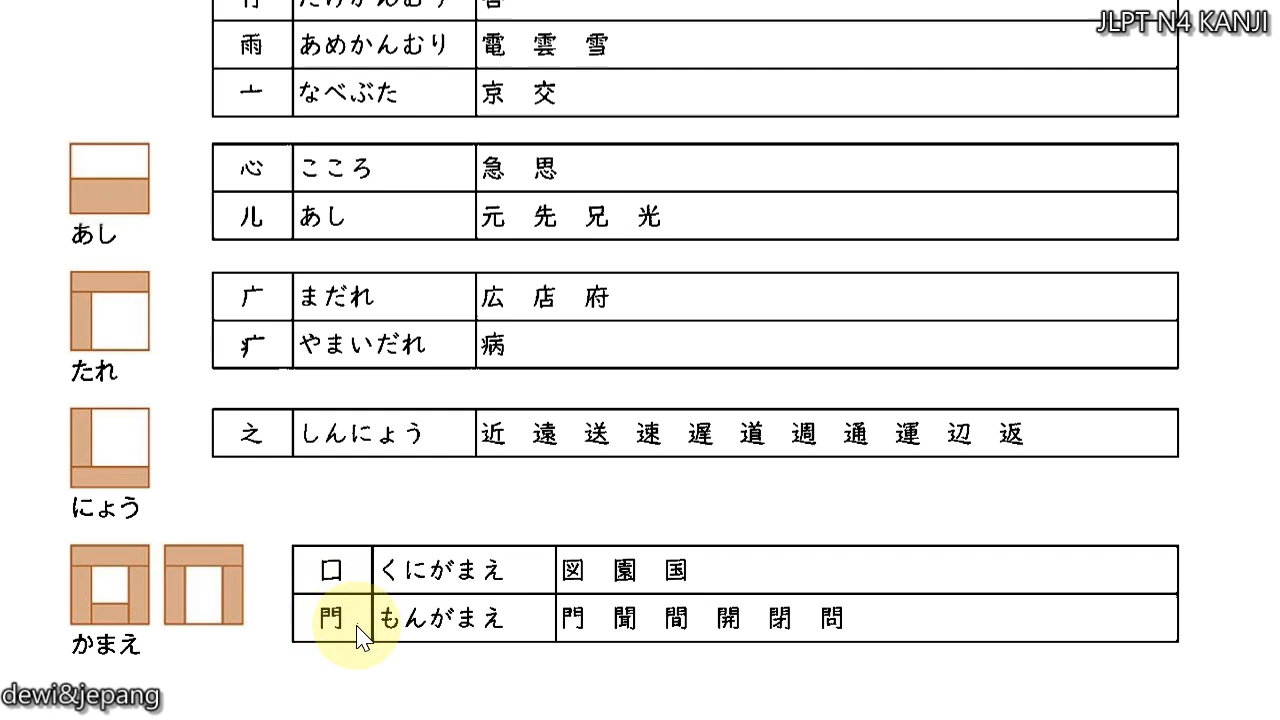 JLPT N4 KANJI
雨 あめかんむり 電 雲 雪
亠 なべぶた 京 交
心 こころ 急 思
儿 あし 元 先 兄 光
あし
广 まだれ 広 店 府
疒 やまいだれ 病
たれ
之 しんにょう 近 遠 送 速 遅 道 週 通 運 辺 返
にょう
囗 くにがまえ 図 園 国
門 もんがまえ 門 聞 間 開 閉 問
かまえ
dewi&jepang